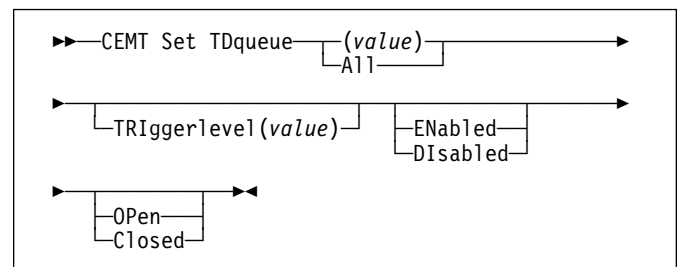 CEMT Set TDqueue (value)
All
TRIggerlevel(value) ENabled
DIsabled
OPen
Closed